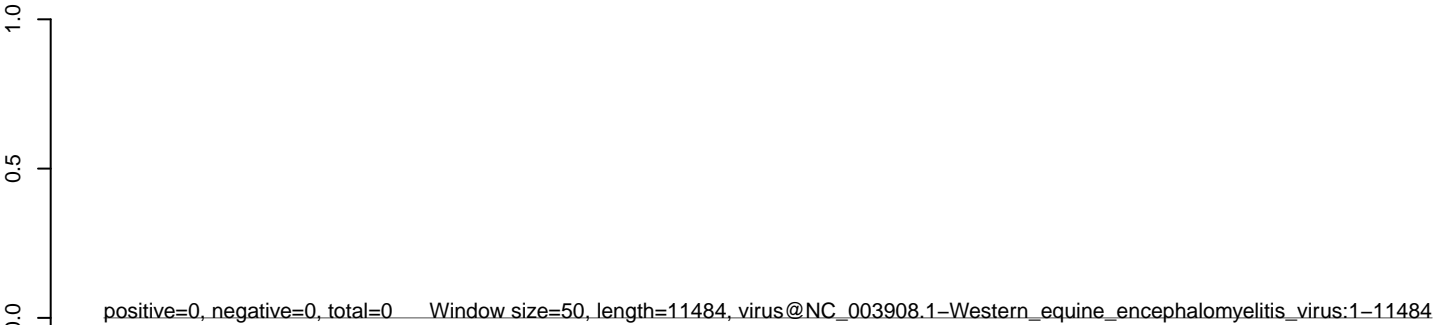 1.0
0.5
0.0
positive=0, negative=0, total=0 Window size=50, length=11484, virus@NC_003908.1−Western_equine_encephalomyelitis_virus:1−11484